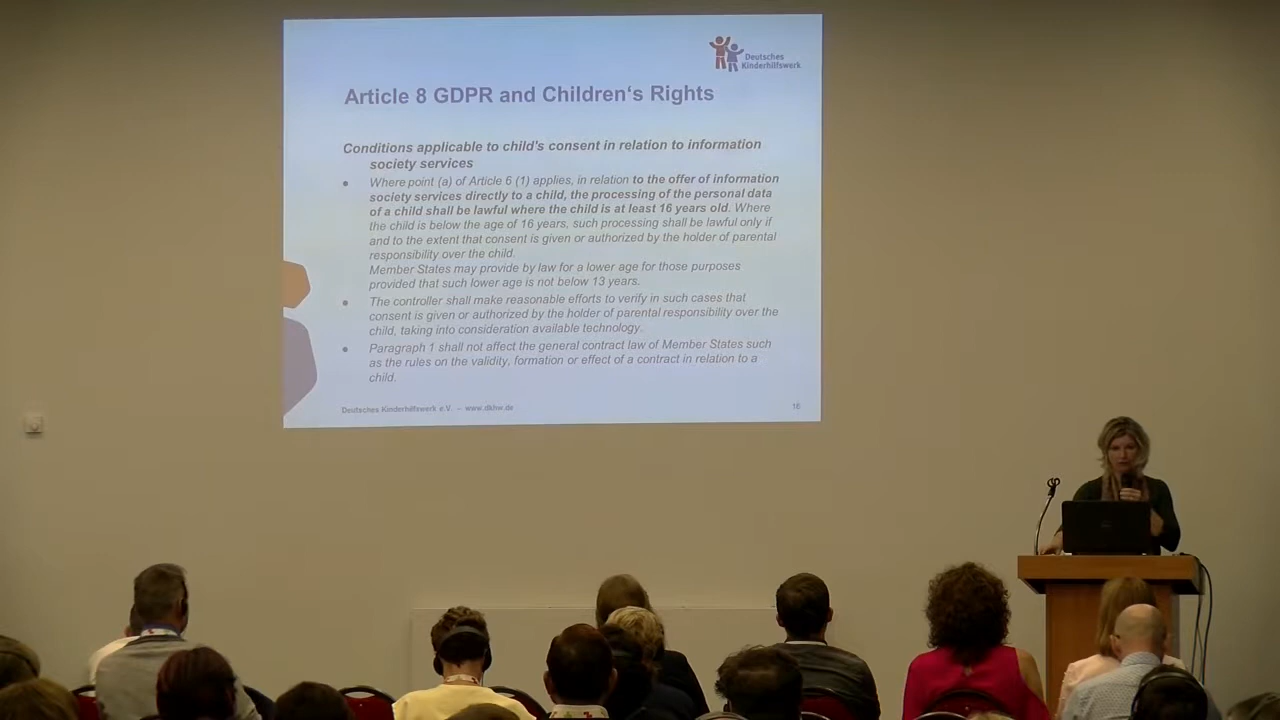 Deutsches
Kinderhilfswerk
Article 8 GDPR and Children‘s Rights
Conditions applicable to child's consent in relation to information
society services
• Where point (a) of Article 6 (1) applies, in relation to the offer of information
society services directly to a child, the processing of the personal data
of a child shall be lawful where the child is at least 16 years old. Where
the child is below the age of 16 years, such processing shall be lawful only if
and to the extent that consent is given or authorized by the holder of parental
responsibility over the child.
Member States may provide by law for a lower age for those purposes
provided that such lower age is not below 13 years.
• The controller shall make reasonable efforts to verify in such cases that
consent is given or authorized by the holder of parental responsibility over the
child, taking into consideration available technology.
• Paragraph 1 shall not affect the general contract law of Member States such
as the rules on the validity, formation or effect of a contract in relation to a
child.
Deutsches Kinderhilfswerk e.V. – www.dkhw.de
16